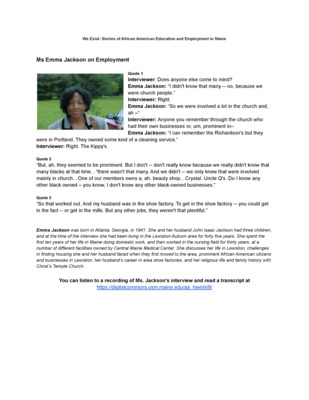 We Exist: Stories of African American Education and Employment in Maine
Ms Emma Jackson on Employment
Quote 1
Interviewer: Does anyone else come to mind?
Emma Jackson: "I didn't know that many -- no, because we
were church people."
Interviewer: Right.
Emma Jackson: "So we were involved a lot in the church and,
ah --"
Interviewer: Anyone you remember through the church who
had their own businesses or, um, prominent in--
Emma Jackson: "I can remember the Richardson's but they
were in Portland. They owned some kind of a cleaning service."
Interviewer: Right. The Kippy's.
Quote 2
"But, ah, they seemed to be prominent. But I don't -- don't really know because we really didn't know that
many blacks at that time…"there wasn't that many. And we didn't -- we only knew that were involved
mainly in church…One of our members owns a, ah, beauty shop…Crystal. Uncle Q's. Do I know any
other black owned – you know, I don't know any other black-owned businesses."
Quote 3
"So that worked out. And my husband was in the shoe factory. To get in the shoe factory -- you could get
in the fact -- or get in the mills. But any other jobs, they weren't that plentiful."
Emma Jackson was born in Atlanta, Georgia, in 1941. She and her husband John Isaac Jackson had three children,
and at the time of the interview she had been living in the Lewiston-Auburn area for forty five years. She spent the
first ten years of her life in Maine doing domestic work, and then worked in the nursing field for thirty years, at a
number of different facilities owned by Central Maine Medical Center. She discusses her life in Lewiston, challenges
in finding housing she and her husband faced when they first moved to the area, prominent African American citizens
and businesses in Lewiston, her husband's career in area shoe factories, and her religious life and family history with
Christ's Temple Church.
You can listen to a recording of Ms. Jackson's interview and read a transcript at
https://digitalcommons.usm.maine.edu/aa_hiwrm/8/